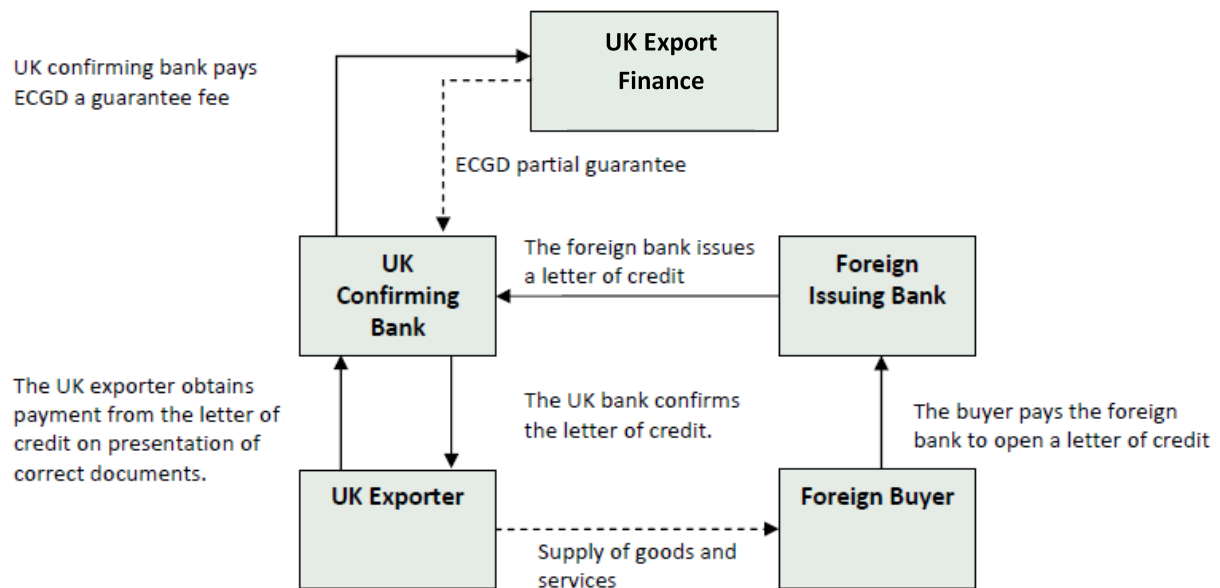 UK Export
Finance
UK confirming bank pays
ECGD a guarantee fee
ECGD partial guarantee
UK
Confirming
Bank
The foreign bank issues
a letter of credit
Foreign
Issuing Bank
The UK exporter obtains
payment from the letter of
credit on presentation of
correct documents.
The UK bank confirms
the letter of credit.
The buyer pays the foreign
bank to open a letter of credit
UK Exporter
Foreign Buyer
Supply of goods and
services